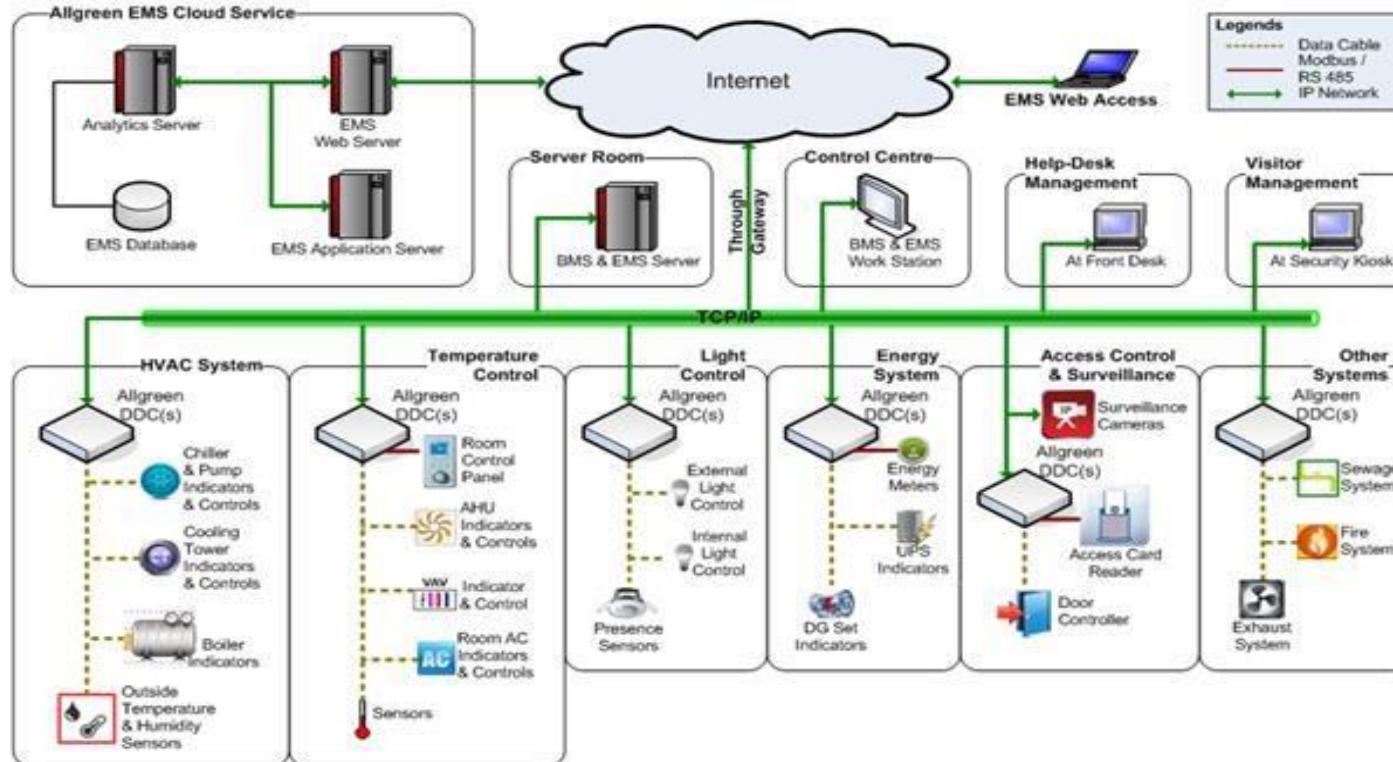 Allgreen EMS Cloud Service
Analytics Server
EMS
Web Server
EMS Database
EMS Application Server
Internet
EMS Web Access
Legends
Data Cable
Modbus /
RS 485
IP Network
Server Room
BMS & EMS Server
Through
Gateway
Control Centre
BMS & EMS
Work Station
Help-Desk
Management
At Front Desk
Visitor
Management
At Security Kiosk
TCP/IP
HVAC System
Allgreen
DDC(s)
Chiller
& Pump
Indicators
& Controls
Cooling
Tower
Indicators
& Controls
Boiler
Indicators
Outside
Temperature
& Humidity
Sensors
Temperature
Control
Allgreen
DDC(s)
Room
Control
Panel
AHU
Indicators
& Controls
VAV
Indicator
& Control
AC
Room AC
Indicators
& Controls
Sensors
Light
Control
Allgreen
DDC(s)
External
Light
Control
Internal
Light
Control
Presence
Sensors
Energy
System
Allgreen
DDC(s)
Energy
Meters
UPS
Indicators
DG Set
Indicators
Access Control
& Surveillance
IP
Surveillance
Cameras
Allgreen
DDC(s)
Access Card
Reader
Door
Controller
Other
Systems
Allgreen
DDC(s)
Sewage
System
Fire
System
Exhaust
System